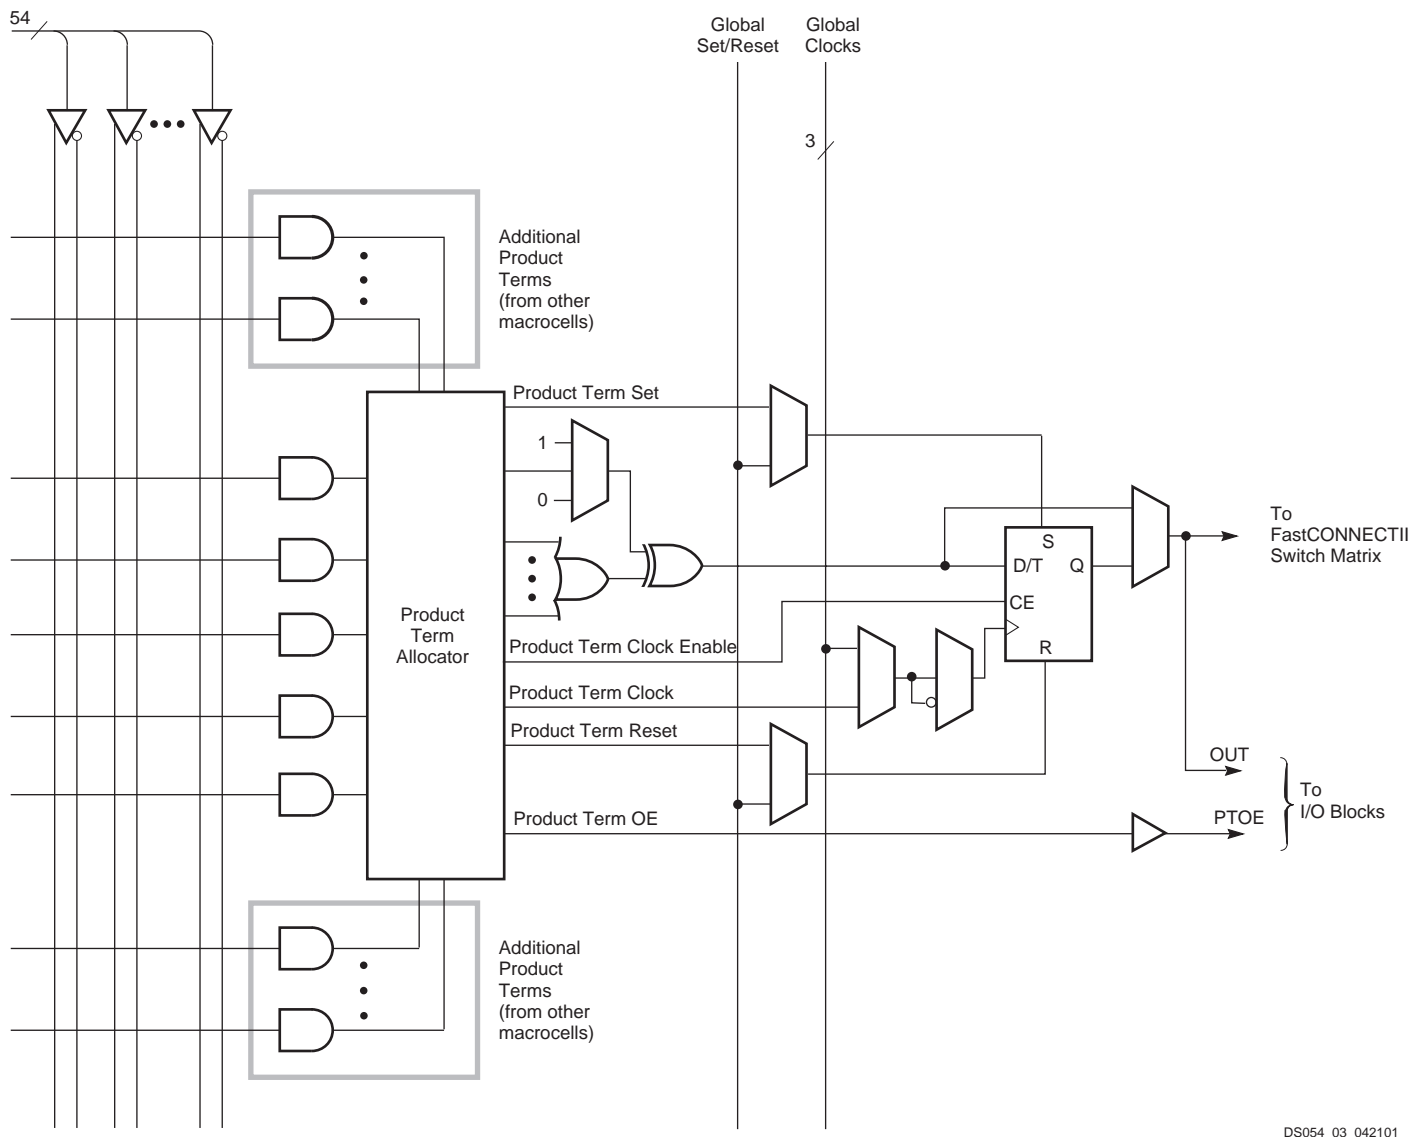 54
Global
Set/Reset
Global
Clocks
3
Additional
Product
Terms
(from other
macrocells)
Product Term Set
1
0
Product
Term
Allocator
S
D/T
Q
CE
R
To
FastCONNECTII
Switch Matrix
Product Term Clock Enable
Product Term Clock
Product Term Reset
Product Term OE
OUT
PTOE
To
I/O Blocks
Additional
Product
Terms
(from other
macrocells)
DS054_03_042101